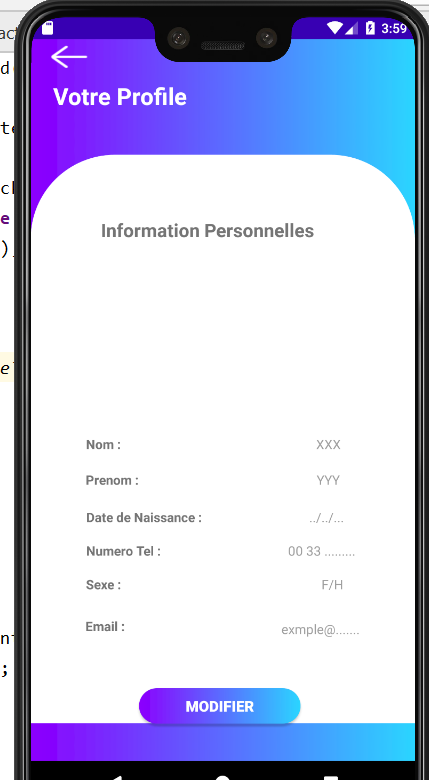 3:59
Votre Profile
Information Personnelles
Nom : XXX
Prenom : YYY
Date de Naissance : ../../...
Numero Tel : 00 33 .........
Sexe : F/H
Email : exmple@.......
MODIFIER